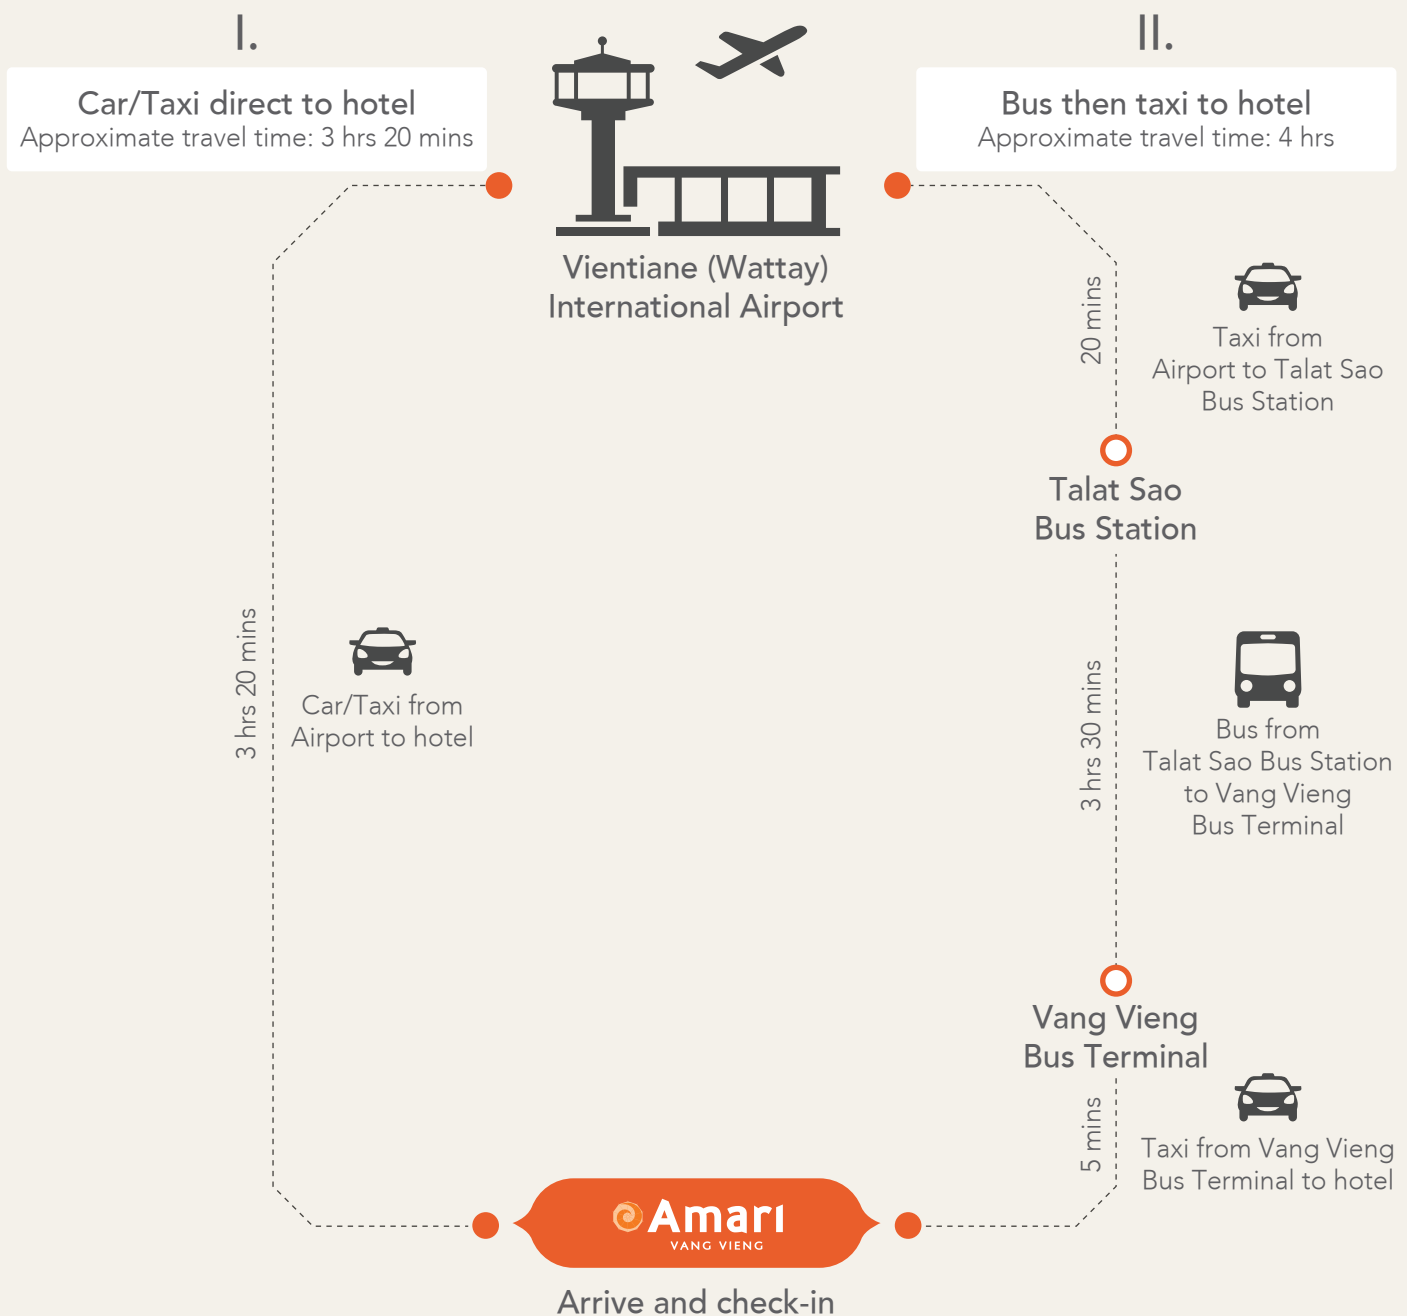 I.
Car/Taxi direct to hotel
Approximate travel time: 3 hrs 20 mins
II.
Bus then taxi to hotel
Approximate travel time: 4 hrs
Vientiane (Wattay)
International Airport
3 hrs 20 mins
Car/Taxi from
Airport to hotel
20 mins
Taxi from
Airport to Talat Sao
Bus Station
Talat Sao
Bus Station
3 hrs 30 mins
Bus from
Talat Sao Bus Station
to Vang Vieng
Bus Terminal
Vang Vieng
Bus Terminal
5 mins
Taxi from Vang Vieng
Bus Terminal to hotel
Amari
VANG VIENG
Arrive and check-in